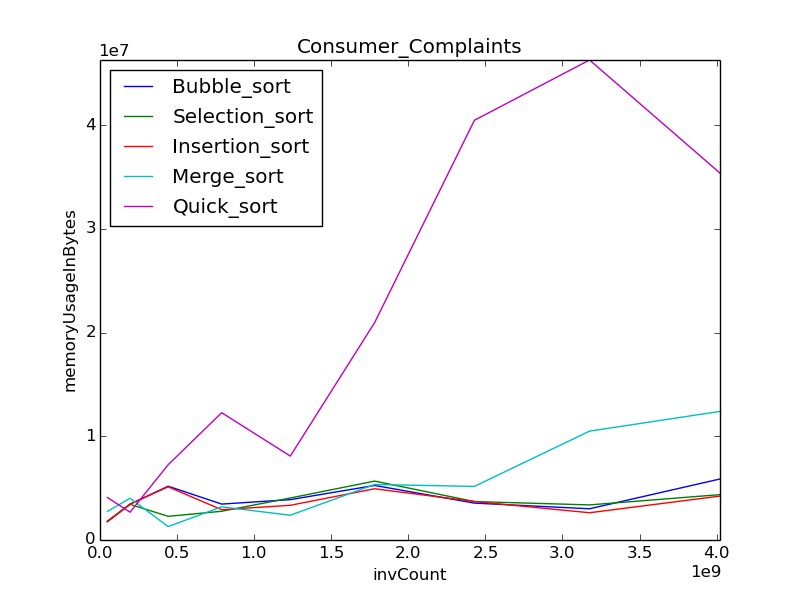 Consumer_Complaints
1e7
Bubble_sort
Selection_sort
Insertion_sort
Merge_sort
Quick_sort
4
3
2
1
0
memoryUsageInBytes
0.0 0.5 1.0 1.5 2.0 2.5 3.0 3.5 4.0
1e9
invCount